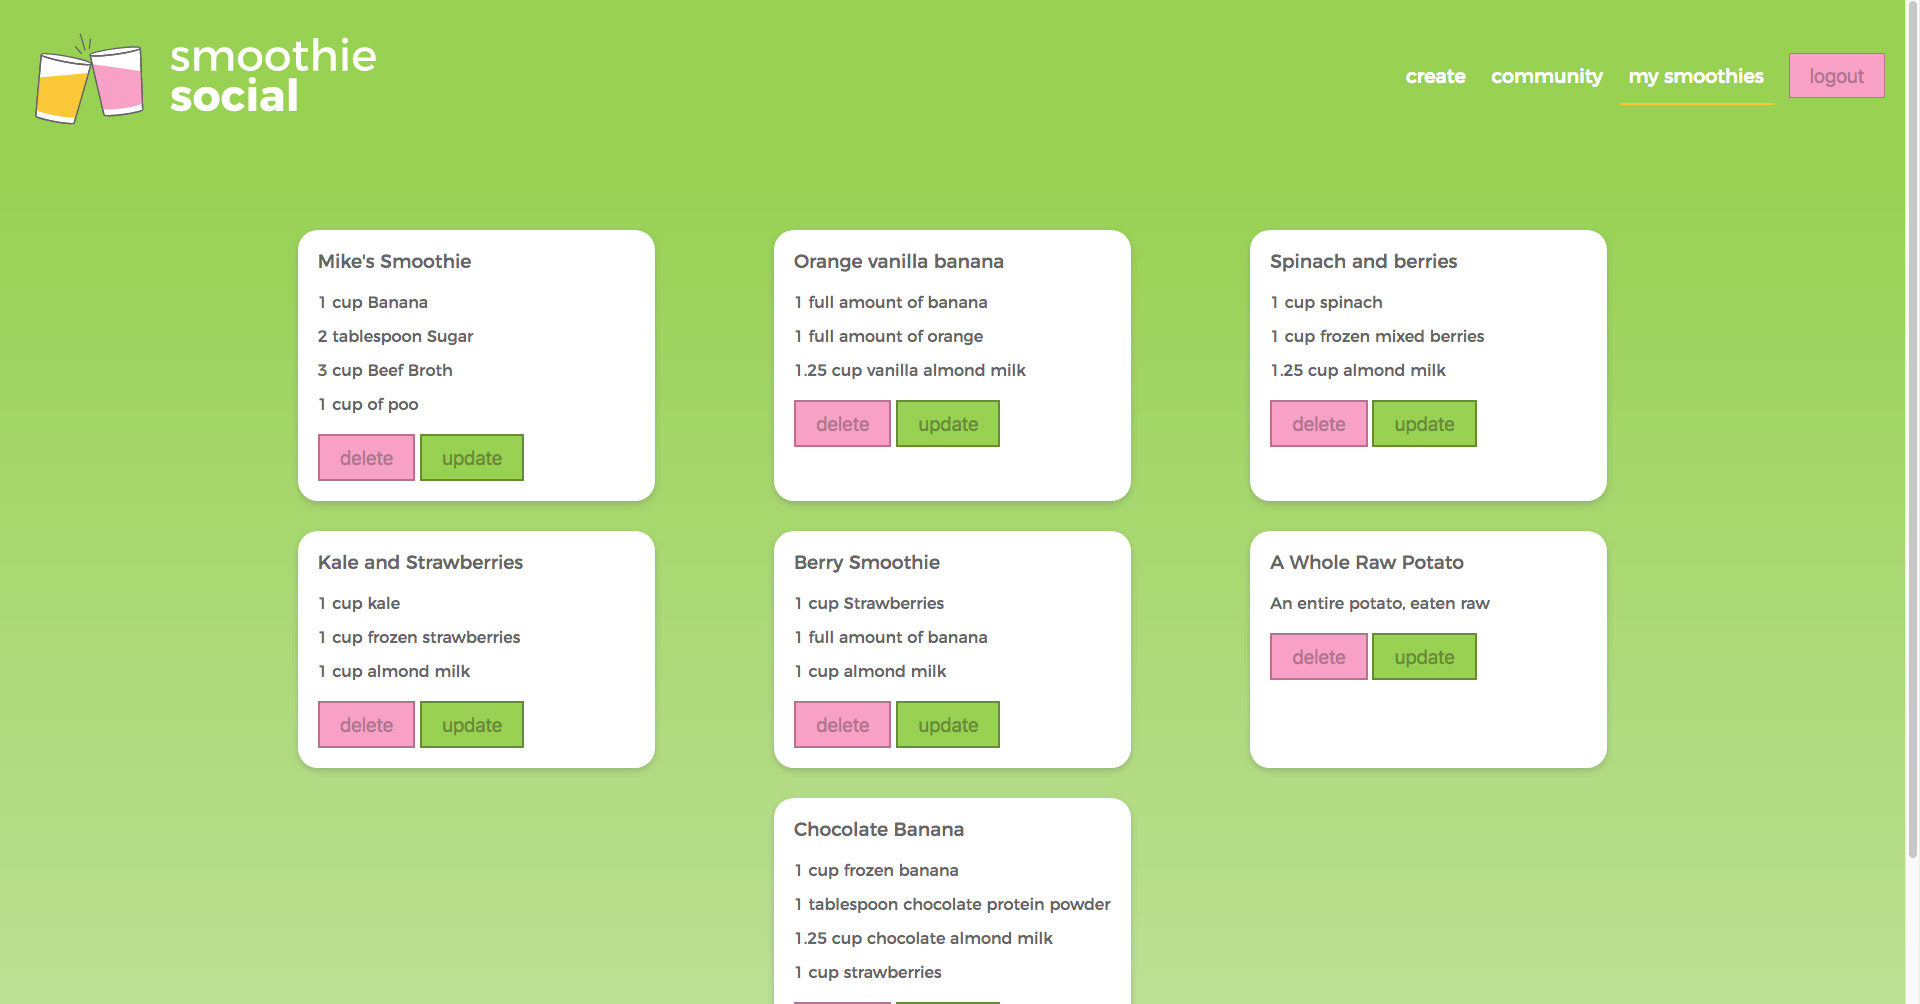 smoothie
social
create community my smoothies logout
Mike's Smoothie
1 cup Banana
2 tablespoon Sugar
3 cup Beef Broth
1 cup of poo
delete update
Orange vanilla banana
1 full amount of banana
1 full amount of orange
1.25 cup vanilla almond milk
delete update
Spinach and berries
1 cup spinach
1 cup frozen mixed berries
1.25 cup almond milk
delete update
Kale and Strawberries
1 cup kale
1 cup frozen strawberries
1 cup almond milk
delete update
Berry Smoothie
1 cup Strawberries
1 full amount of banana
1 cup almond milk
delete update
A Whole Raw Potato
An entire potato, eaten raw
delete update
Chocolate Banana
1 cup frozen banana
1 tablespoon chocolate protein powder
1.25 cup chocolate almond milk
1 cup strawberries